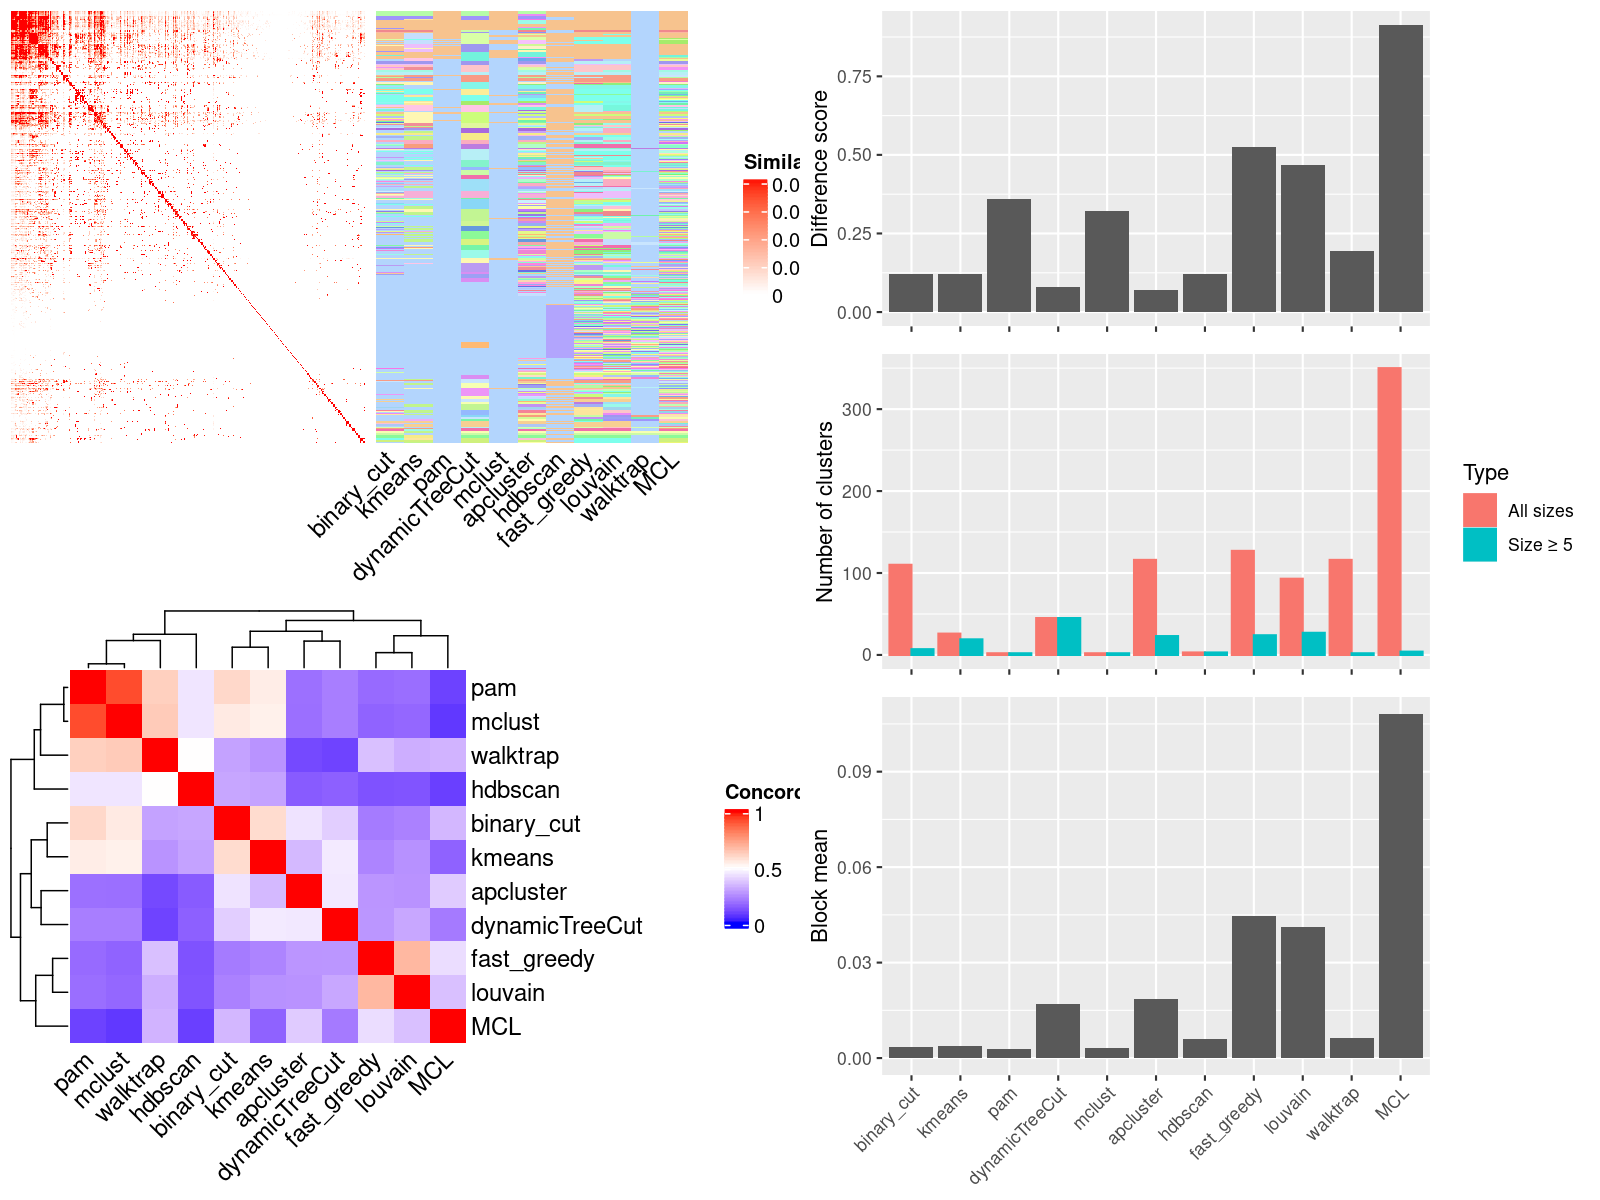 Simila
0.0
0.0
0.0
0.0
0
binary_cut
kmeans
pam
dynamicTreeCut
mclust
apcluster
hdbscan
fast_greedy
louvain
walktrap
MCL
pam
mclust
walktrap
hdbscan
binary_cut
kmeans
apcluster
dynamicTreeCut
fast_greedy
louvain
MCL
pam
mclust
walktrap
hdbscan
binary_cut
kmeans
apcluster
dynamicTreeCut
fast_greedy
louvain
MCL
Concord
1
0.5
0
Difference score
0.75
0.50
0.25
0.00
Number of clusters
300
200
100
0
Type
All sizes
Size ≥ 5
Block mean
0.09
0.06
0.03
0.00
binary_cut
kmeans
pam
dynamicTreeCut
mclust
apcluster
hdbscan
fast_greedy
louvain
walktrap
MCL